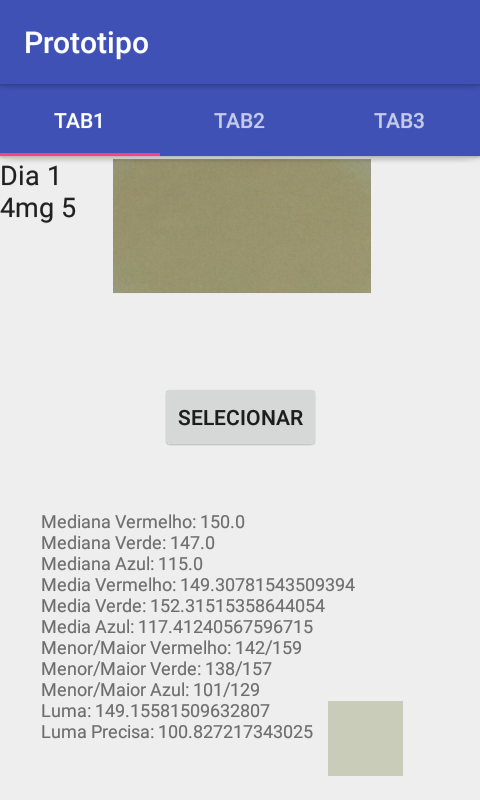 Prototipo
TAB1 TAB2 TAB3
Dia 1
4mg 5
SELECIONAR
Mediana Vermelho: 150.0
Mediana Verde: 147.0
Mediana Azul: 115.0
Media Vermelho: 149.30781543509394
Media Verde: 152.31515358644054
Media Azul: 117.41240567596715
Menor/Maior Vermelho: 142/159
Menor/Maior Verde: 138/157
Menor/Maior Azul: 101/129
Luma: 149.15581509632807
Luma Precisa: 100.827217343025